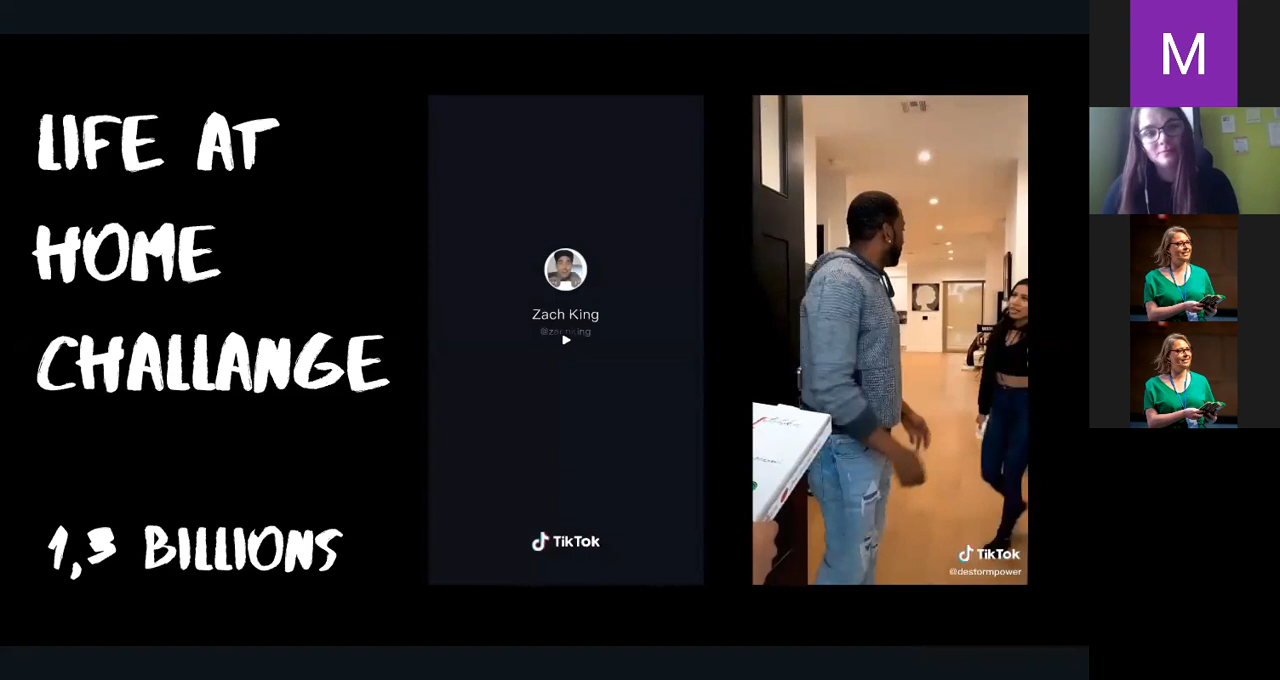 LIFE AT
HOME
CHALLANGE
1,3 BILLIONS
Zach King
TikTok
TikTok
@destormpower
M